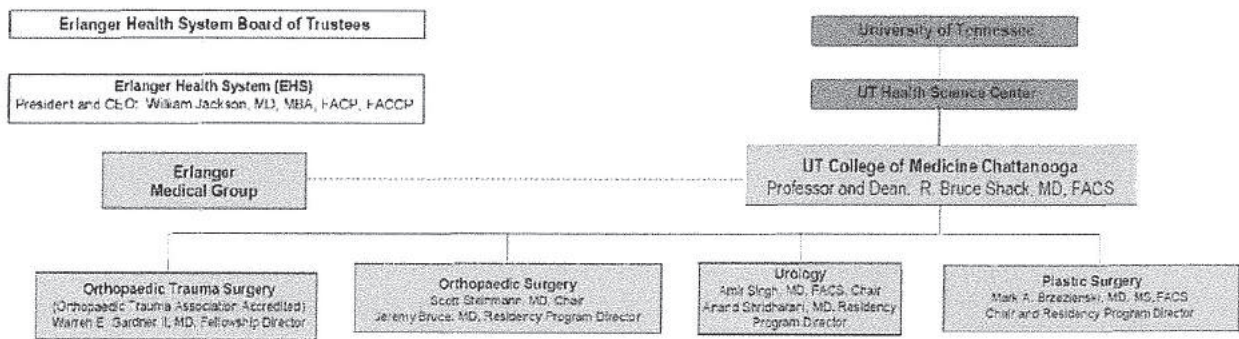 Erlanger Health System Board of Trustees
University of Tennessee
Erlanger Health System (EHS)
President and CEO: William Jackson, MD, MBA, FACP, FACCP
UT Health Science Center
Erlanger
Medical Group
UT College of Medicine Chattanooga
Professor and Dean. R. Bruce Shack, MD, FACS
Orthopaedic Trauma Surgery
(Orthopaedic Trauma Association Accredited)
Warren E. Gardner II, MD, Fellowship Director
Orthopaedic Surgery
Scott Steinmann, MD, Chair
Jeremy Bruce, MD, Residency Program Director
Urology
Amir Singh, MD, FACS, Chair
Anand Shridharani, MD, Residency
Program Director
Plastic Surgery
Mark A. Brzezienski, MD, MS, FACS
Chair and Residency Program Director